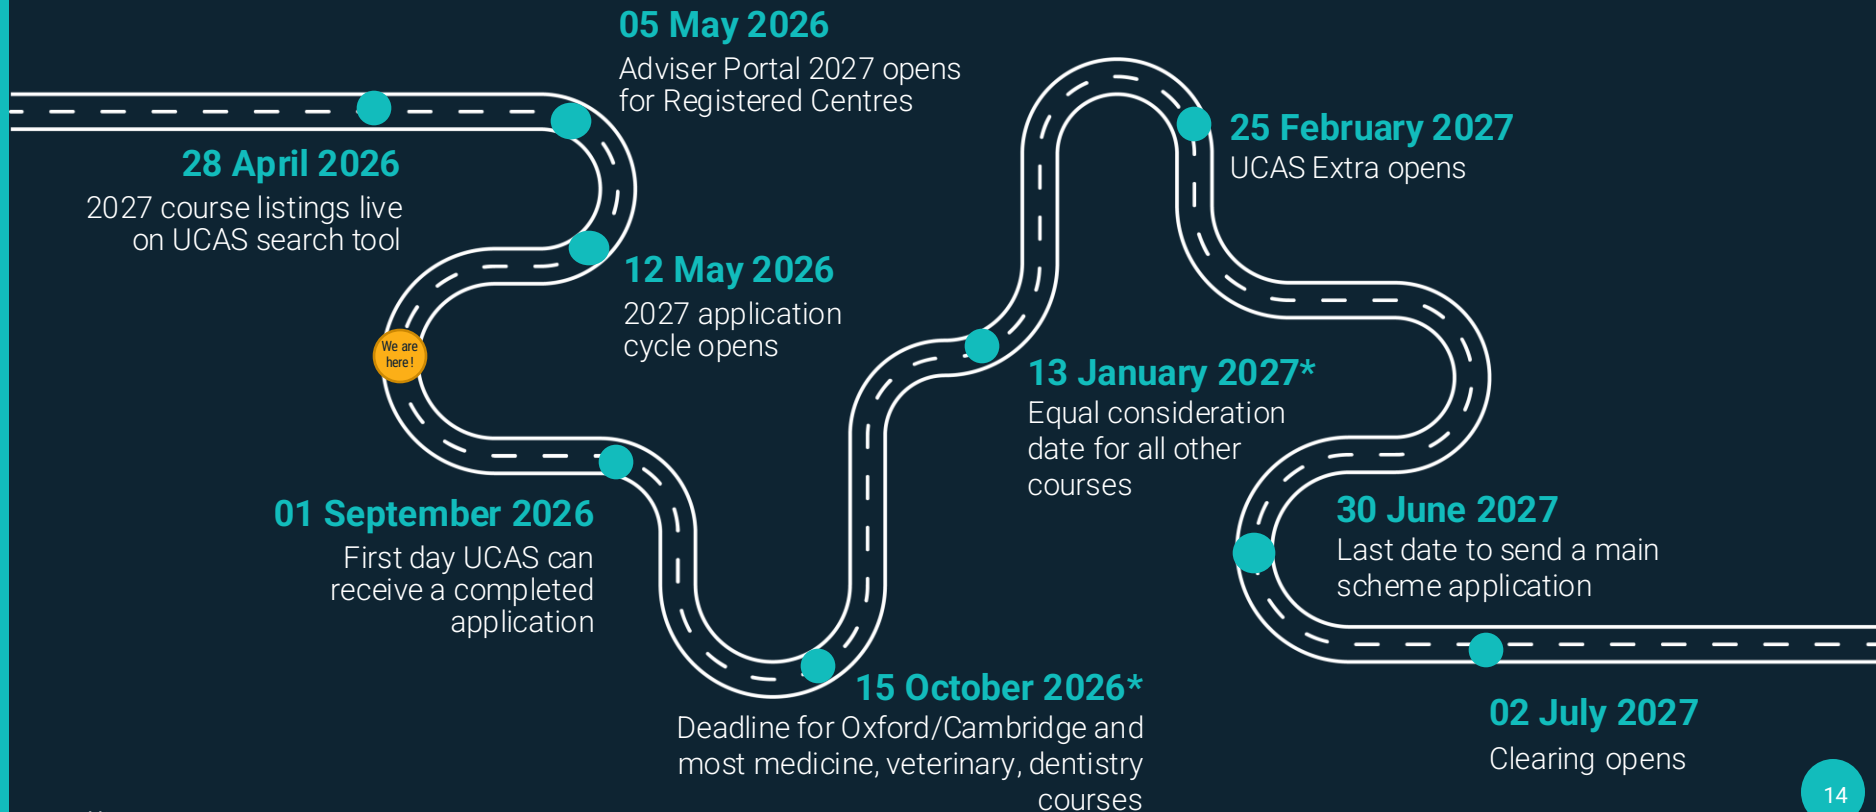 28 April 2026
2027 course listings live
on UCAS search tool
05 May 2026
Adviser Portal 2027 opens
for Registered Centres
12 May 2026
2027 application
cycle opens
We are
here!
01 September 2026
First day UCAS can
receive a completed
application
15 October 2026*
Deadline for Oxford/Cambridge and
most medicine, veterinary, dentistry
courses
13 January 2027*
Equal consideration
date for all other
courses
25 February 2027
UCAS Extra opens
30 June 2027
Last date to send a main
scheme application
02 July 2027
Clearing opens
14